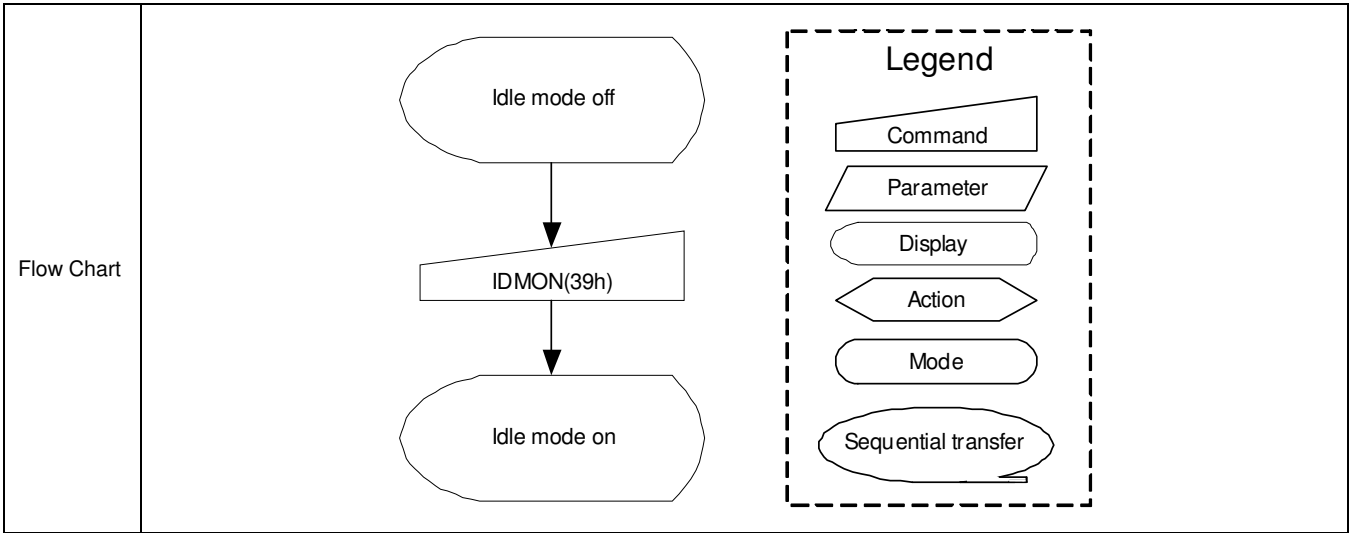 Flow Chart
Idle mode off
IDMON(39h)
Idle mode on
Legend
Command
Parameter
Display
Action
Mode
Sequential transfer